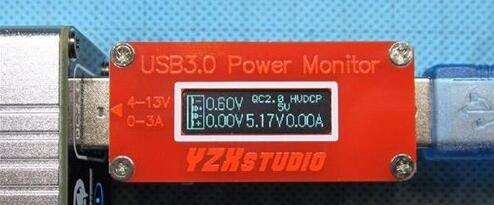 USB3.0 Power Monitor
4-13V
0-3A
0.60V QC2.0 HVDCP
5V
0.00V 5.17V 0.00A
YZXSTUDIO